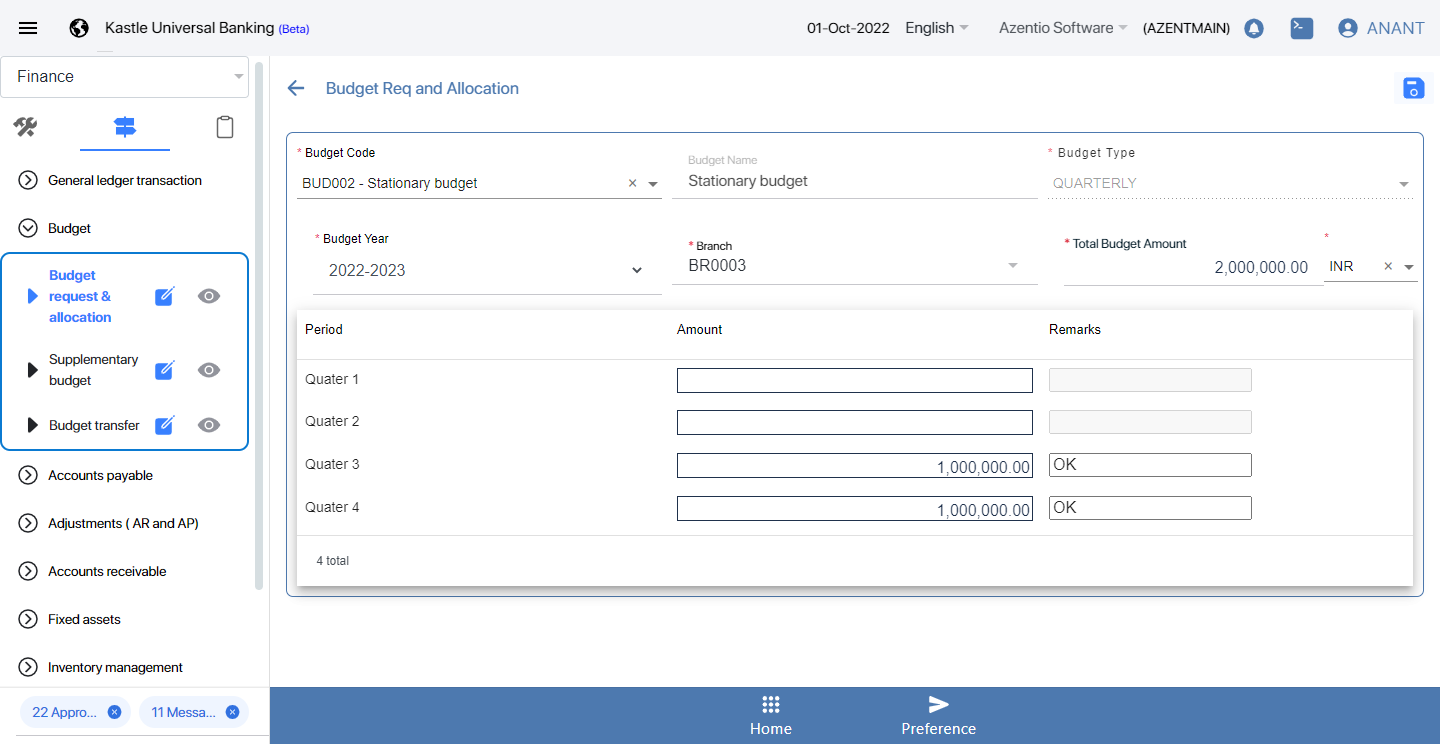 Kastle Universal Banking (Beta)
01-Oct-2022 English Azentio Software (AZENTMAIN) ANANT
Finance
General ledger transaction
Budget
Budget
request &
allocation
Supplementary
budget
Budget transfer
Accounts payable
Adjustments ( AR and AP)
Accounts receivable
Fixed assets
Inventory management
22 Appro... 11 Messa...
Budget Req and Allocation
* Budget Code
BUD002 - Stationary budget ×
Budget Name
Stationary budget
* Budget Type
QUARTERLY
* Budget Year
2022-2023
* Branch
BR0003
* Total Budget Amount
2,000,000.00
*
INR ×
Period Amount Remarks
Quater 1
Quater 2
Quater 3 1,000,000.00 OK
Quater 4 1,000,000.00 OK
4 total
Home Preference